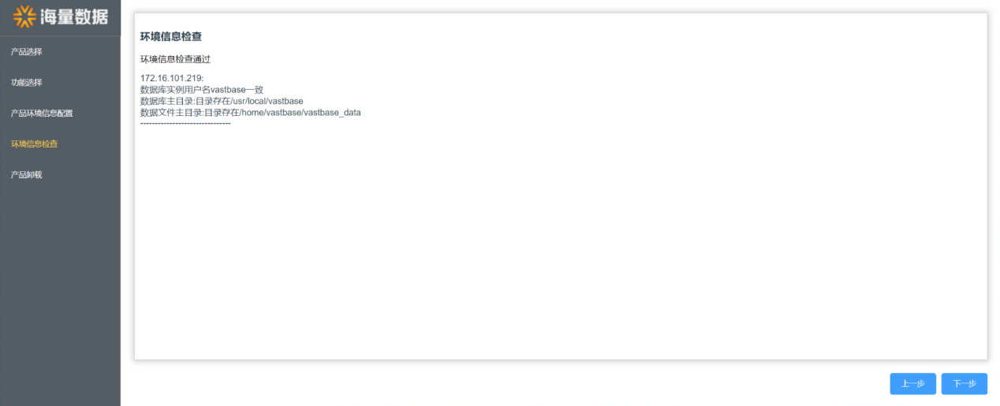 海量数据
产品选择
功能选择
产品环境信息配置
环境信息检查
产品卸载
环境信息检查
环境信息检查通过
172.16.101.219:
数据库实例用户名vastbase一致
数据库主目录:目录存在/usr/local/vastbase
数据文件主目录:目录存在/home/vastbase/vastbase_data
-------------------------------
上一步
下一步